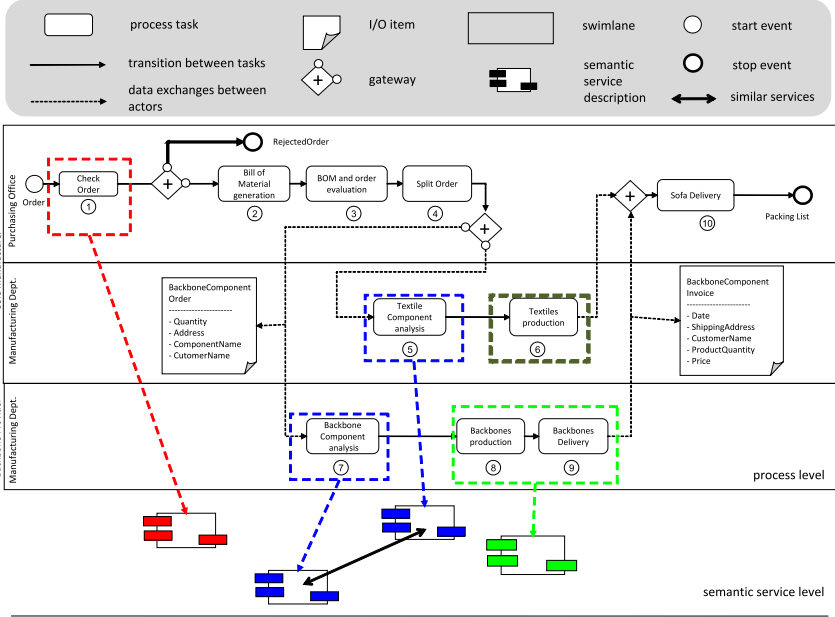 process task
I/O item
swimlane
start event
transition between tasks
gateway
semantic
service
description
stop event
data exchanges between
actors
similar services
RejectedOrder
Purchasing Office
Order
Check
Order
1
Bill of
Material
generation
2
BOM and order
evaluation
3
Split Order
4
Sofa Delivery
10
Packing List
Manufacturing Dept.
BackboneComponent
Order
----------------------
- Quantity
- Address
- ComponentName
- CutomerName
Textile
Component
analysis
5
Textiles
production
6
BackboneComponent
Invoice
----------------------
- Date
- ShippingAddress
- CustomerName
- ProductQuantity
- Price
Manufacturing Dept.
Backbone
Component
analysis
7
Backbones
production
8
Backbones
Delivery
9
process level
semantic service level